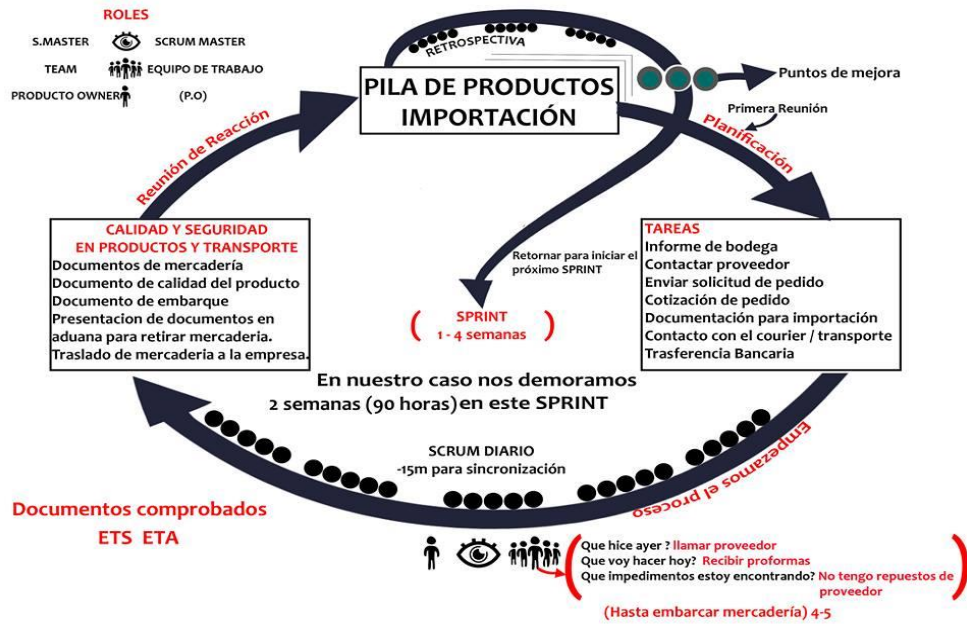 ROLES
S.MASTER SCRUM MASTER
TEAM EQUIPO DE TRABAJO
PRODUCTO OWNER (P.O)
RETROSPECTIVA
Puntos de mejora
PILA DE PRODUCTOS
IMPORTACIÓN
Primera Reunión
Planificación
Reunión de Reacción
CALIDAD Y SEGURIDAD
EN PRODUCTOS Y TRANSPORTE
Documentos de mercadería
Documento de calidad del producto
Documento de embarque
Presentacion de documentos en
aduana para retirar mercaderia.
Traslado de mercaderia a la empresa.
TAREAS
Informe de bodega
Contactar proveedor
Enviar solicitud de pedido
Cotización de pedido
Documentación para importación
Contacto con el courier / transporte
Trasferencia Bancaria
Retornar para iniciar el
próximo SPRINT
( SPRINT )
1 - 4 semanas
En nuestro caso nos demoramos
2 semanas (90 horas) en este SPRINT
SCRUM DIARIO
-15m para sincronización
Empezamos el proceso
Documentos comprobados
ETS ETA
Que hice ayer ? llamar proveedor
Que voy hacer hoy? Recibir proformas
Que impedimentos estoy encontrando? No tengo repuestos de
proveedor
(Hasta embarcar mercadería) 4-5